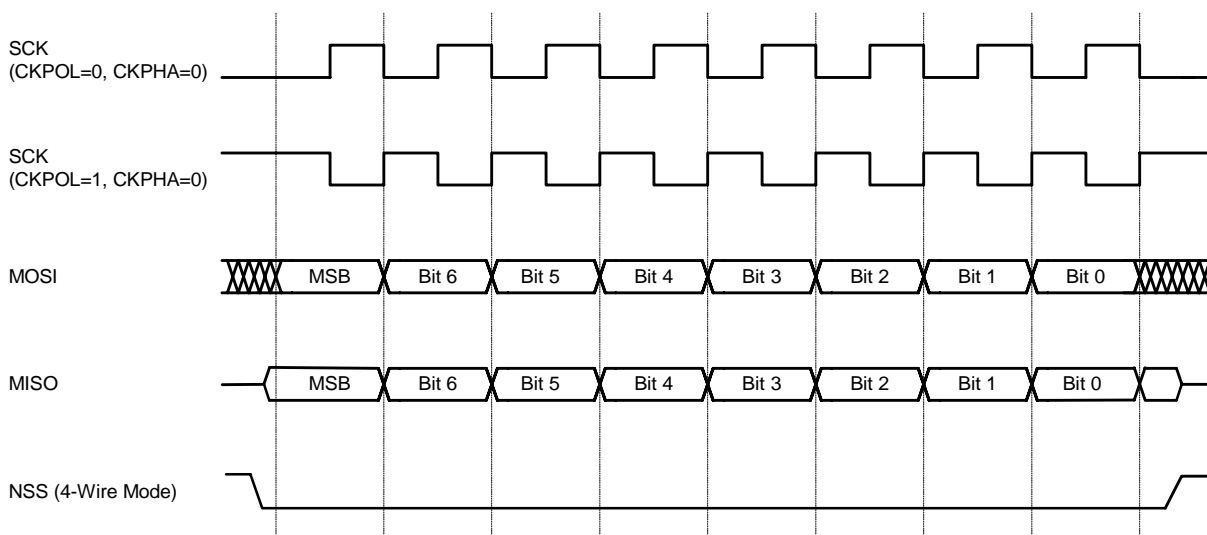 SCK
(CKPOL=0, CKPHA=0)
SCK
(CKPOL=1, CKPHA=0)
MOSI MSB Bit 6 Bit 5 Bit 4 Bit 3 Bit 2 Bit 1 Bit 0
MISO MSB Bit 6 Bit 5 Bit 4 Bit 3 Bit 2 Bit 1 Bit 0
NSS (4-Wire Mode)